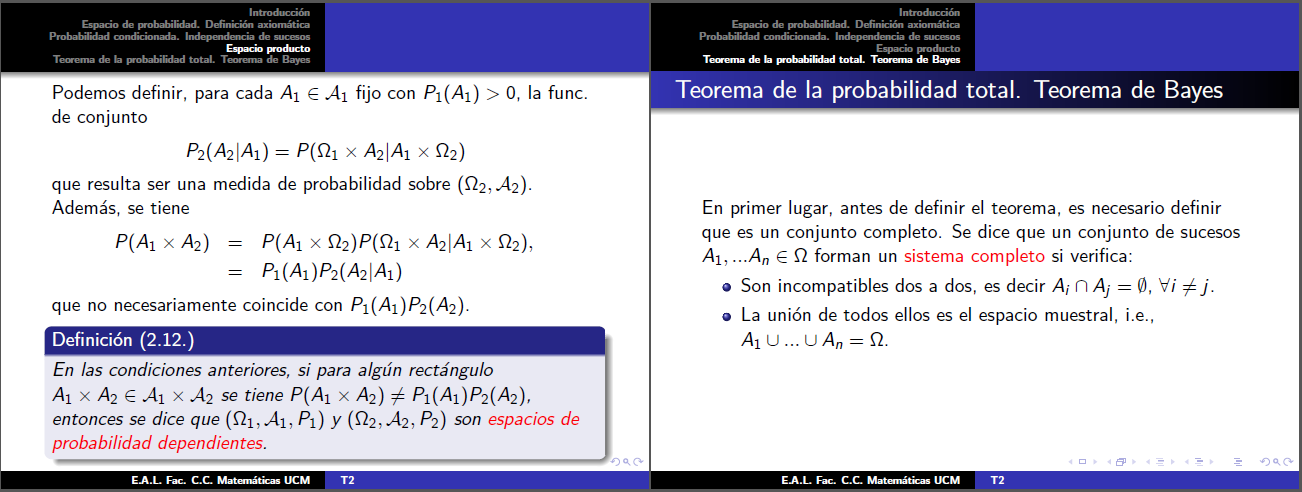 Introducción
Espacio de probabilidad. Definición axiomática
Probabilidad condicionada. Independencia de sucesos
Espacio producto
Teorema de la probabilidad total. Teorema de Bayes
Podemos definir, para cada A₁ ∈ 𝒜₁ fijo con P₁(A₁) > 0, la func.
de conjunto
P₂(A₂|A₁) = P(Ω₁ × A₂|A₁ × Ω₂)
que resulta ser una medida de probabilidad sobre (Ω₂, 𝒜₂).
Además, se tiene
P(A₁ × A₂) = P(A₁ × Ω₂)P(Ω₁ × A₂|A₁ × Ω₂),
= P₁(A₁)P₂(A₂|A₁)
que no necesariamente coincide con P₁(A₁)P₂(A₂).
Definición (2.12.)
En las condiciones anteriores, si para algún rectángulo
A₁ × A₂ ∈ 𝒜₁ × 𝒜₂ se tiene P(A₁ × A₂) ≠ P₁(A₁)P₂(A₂),
entonces se dice que (Ω₁, 𝒜₁, P₁) y (Ω₂, 𝒜₂, P₂) son espacios de
probabilidad dependientes.
E.A.L. Fac. C.C. Matemáticas UCM T2
Introducción
Espacio de probabilidad. Definición axiomática
Probabilidad condicionada. Independencia de sucesos
Espacio producto
Teorema de la probabilidad total. Teorema de Bayes
Teorema de la probabilidad total. Teorema de Bayes
En primer lugar, antes de definir el teorema, es necesario definir
que es un conjunto completo. Se dice que un conjunto de sucesos
A₁, ...Aₙ ∈ Ω forman un sistema completo si verifica:
Son incompatibles dos a dos, es decir Aᵢ ∩ Aⱼ = ∅, ∀i ≠ j.
La unión de todos ellos es el espacio muestral, i.e.,
A₁ ∪ ... ∪ Aₙ = Ω.
E.A.L. Fac. C.C. Matemáticas UCM T2